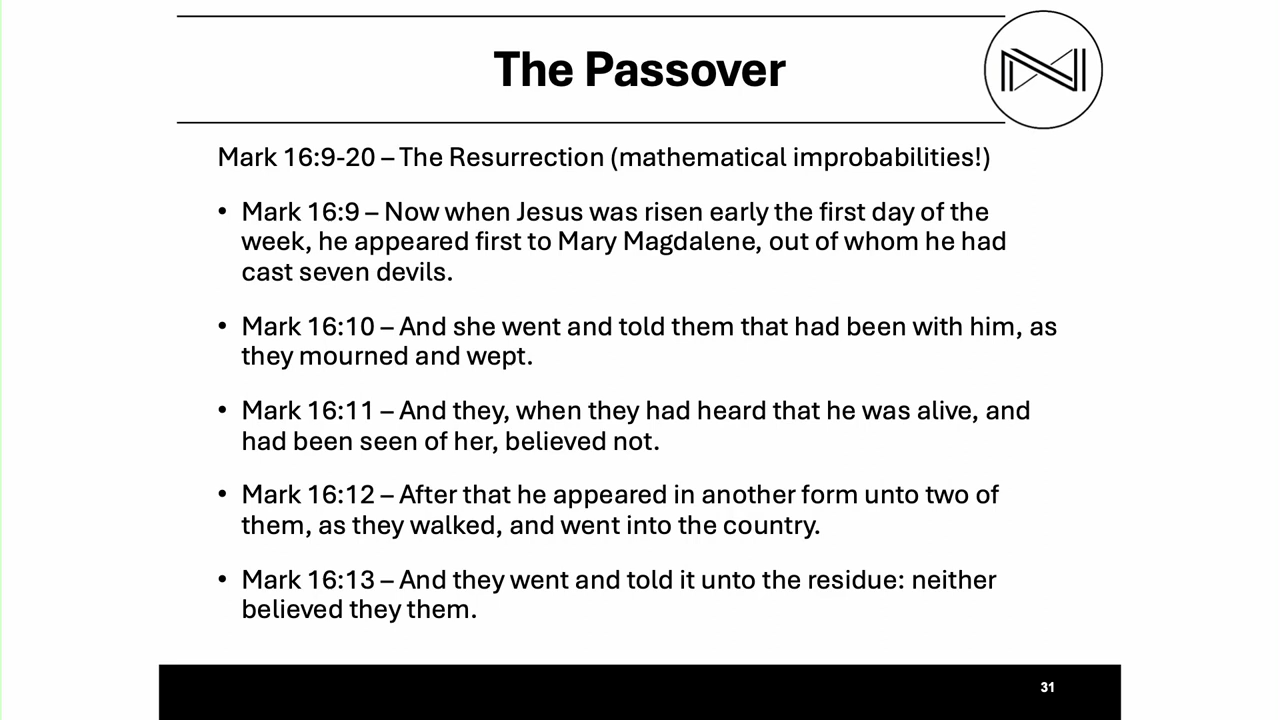 The Passover
Mark 16:9-20 – The Resurrection (mathematical improbabilities!)
• Mark 16:9 – Now when Jesus was risen early the first day of the
week, he appeared first to Mary Magdalene, out of whom he had
cast seven devils.
• Mark 16:10 – And she went and told them that had been with him, as
they mourned and wept.
• Mark 16:11 – And they, when they had heard that he was alive, and
had been seen of her, believed not.
• Mark 16:12 – After that he appeared in another form unto two of
them, as they walked, and went into the country.
• Mark 16:13 – And they went and told it unto the residue: neither
believed they them.
31